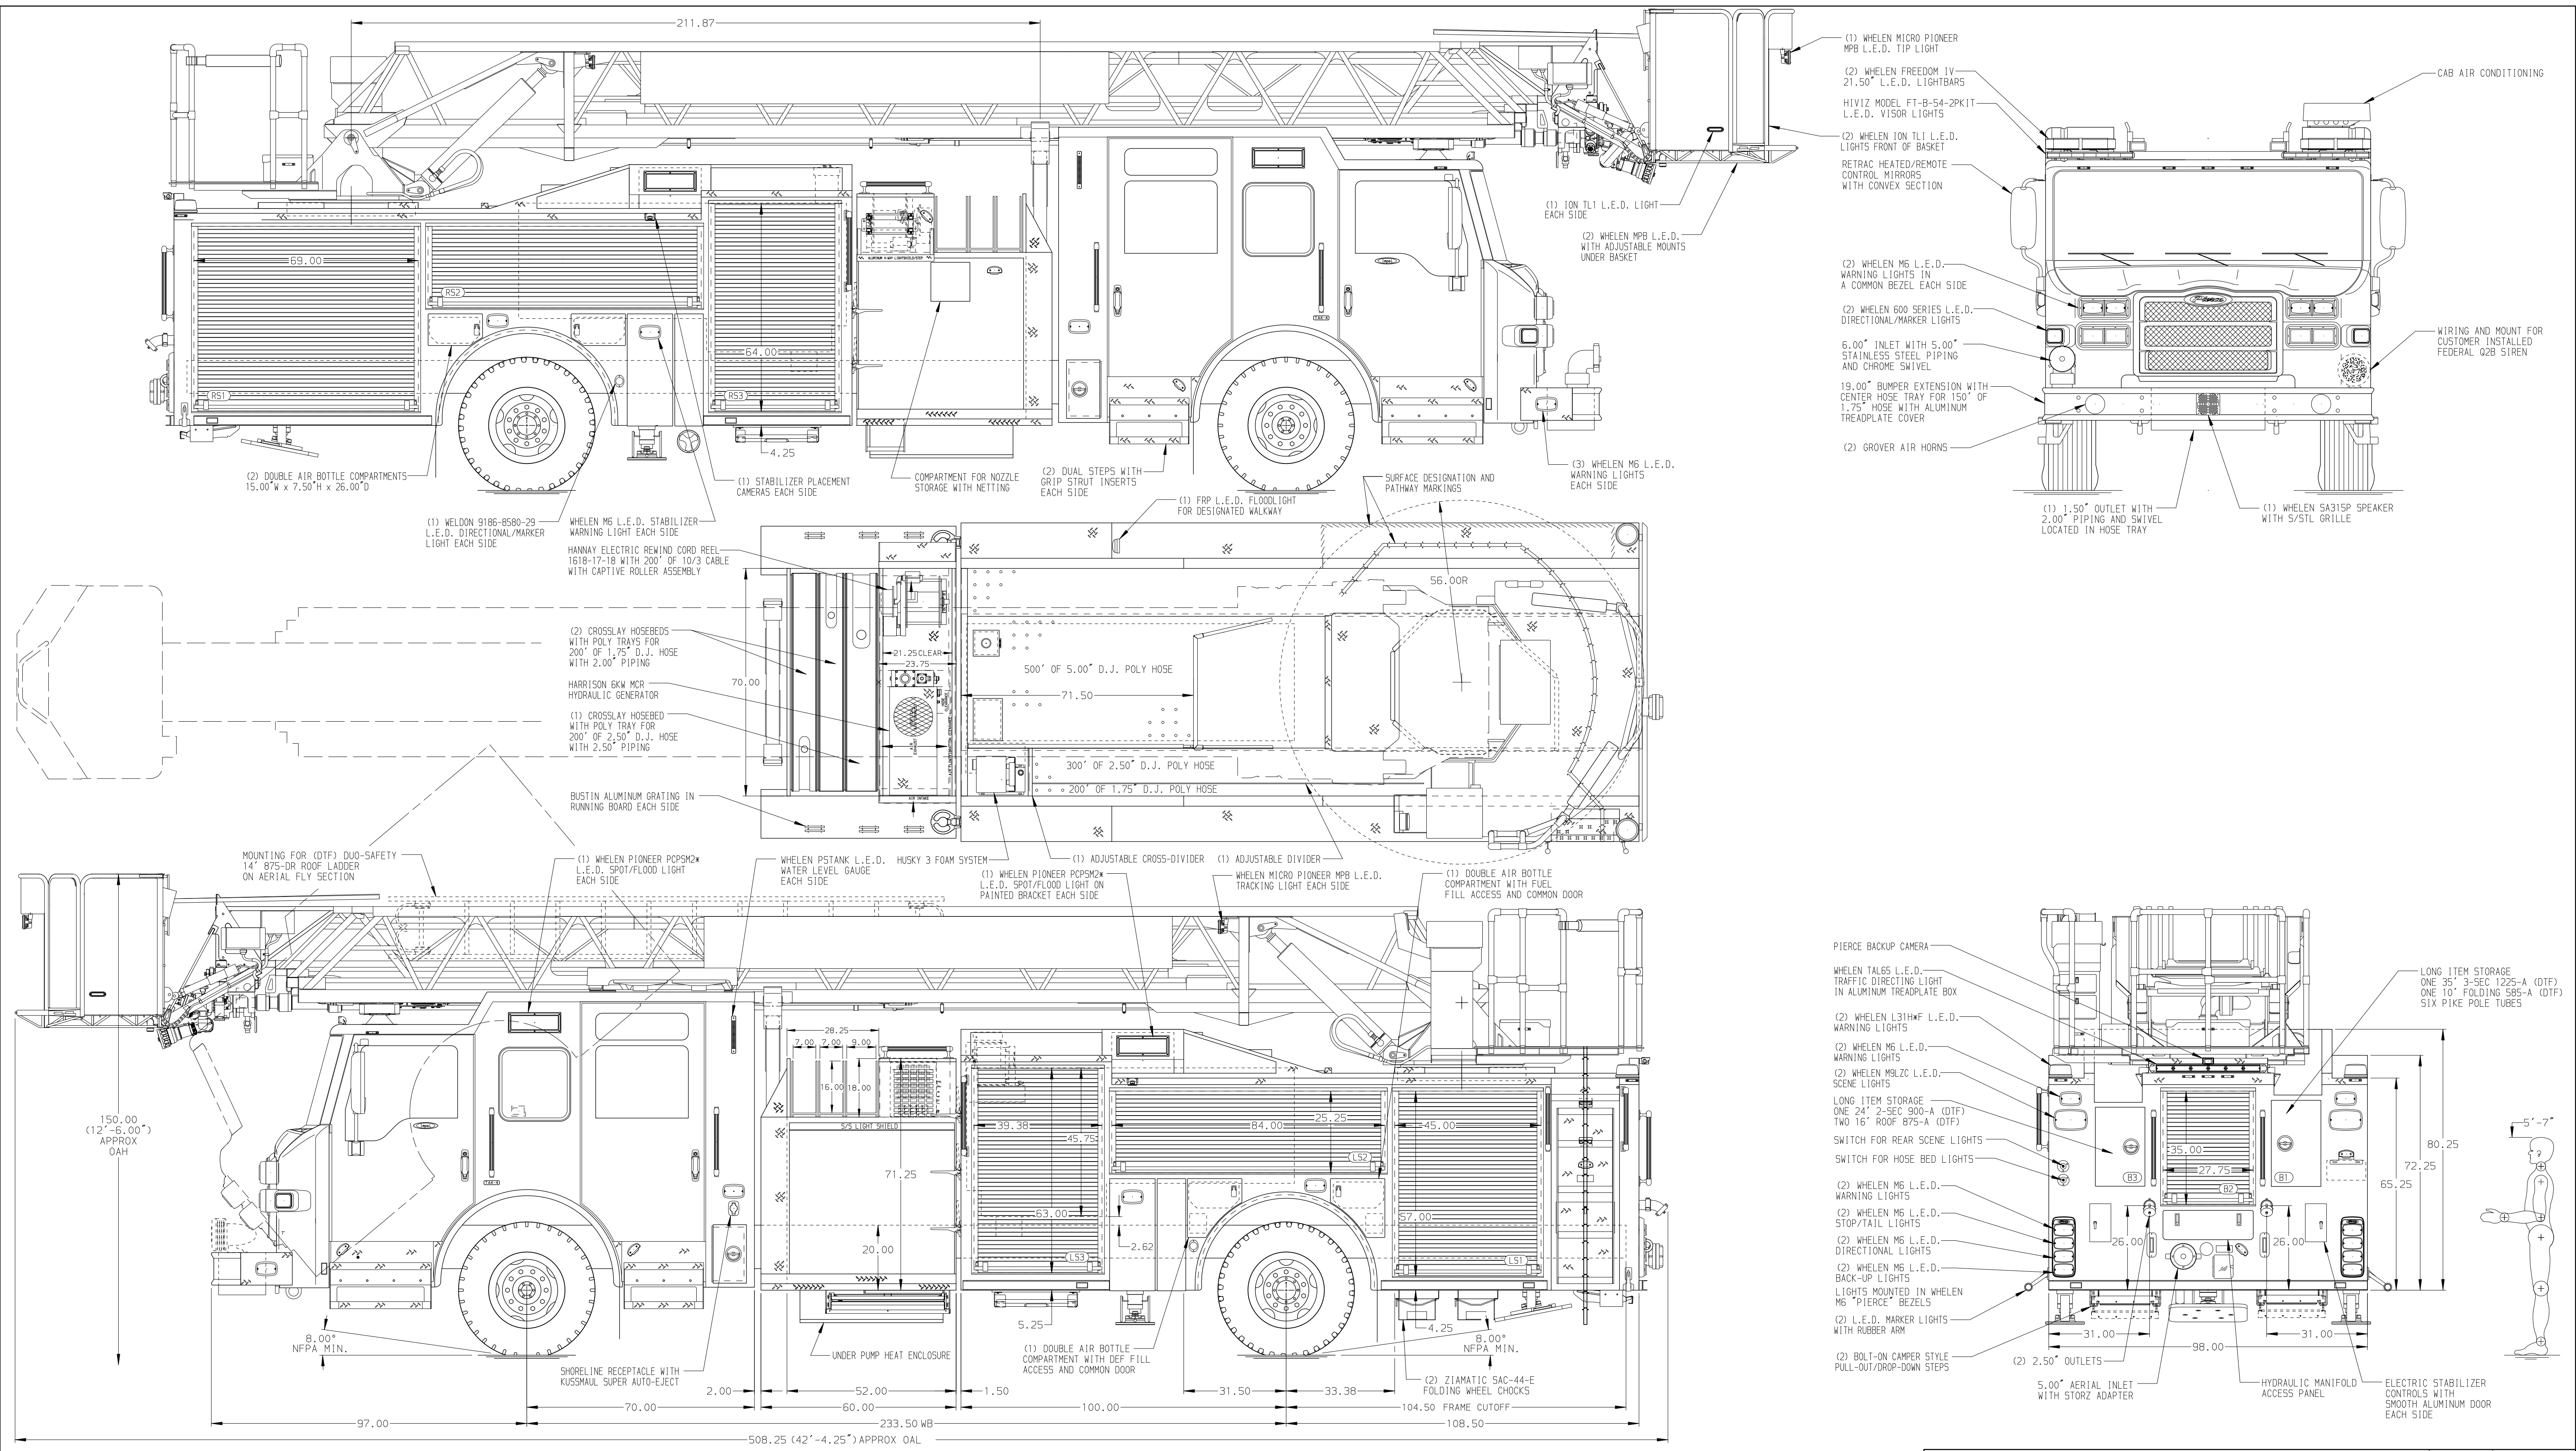 211.87
(1) WHELEN MICRO PIONEER
MPB L.E.D. TIP LIGHT
(2) WHELEN FREEDOM IV
21.50" L.E.D. LIGHTBARS
HIVIZ MODEL FT-B-54-2PKIT
L.E.D. VISOR LIGHTS
(2) WHELEN ION TLI L.E.D.
LIGHTS FRONT OF BASKET
RETRAC HEATED/REMOTE
CONTROL MIRRORS
WITH CONVEX SECTION
CAB AIR CONDITIONING
(1) ION TL1 L.E.D. LIGHT
EACH SIDE
(2) WHELEN MPB L.E.D.
WITH ADJUSTABLE MOUNTS
UNDER BASKET
(2) WHELEN M6 L.E.D.
WARNING LIGHTS IN
A COMMON BEZEL EACH SIDE
(2) WHELEN 600 SERIES L.E.D.
DIRECTIONAL/MARKER LIGHTS
6.00" INLET WITH 5.00"
STAINLESS STEEL PIPING
AND CHROME SWIVEL
19.00" BUMPER EXTENSION WITH
CENTER HOSE TRAY FOR 150' OF
1.75" HOSE WITH ALUMINUM
TREADPLATE COVER
(2) GROVER AIR HORNS
Pierce
WIRING AND MOUNT FOR
CUSTOMER INSTALLED
FEDERAL Q2B SIREN
(1) 1.50" OUTLET WITH
2.00" PIPING AND SWIVEL
LOCATED IN HOSE TRAY
(1) WHELEN SA315P SPEAKER
WITH S/STL GRILLE
69.00
RS2
RS1
RS3
64.00
4.25
ALUMINUM 4-WAY LIGHTSHIELD/STEP
Impel
TAK-4
(2) DOUBLE AIR BOTTLE COMPARTMENTS
15.00"W x 7.50"H x 26.00"D
(1) WELDON 9186-8580-29
L.E.D. DIRECTIONAL/MARKER
LIGHT EACH SIDE
WHELEN M6 L.E.D. STABILIZER
WARNING LIGHT EACH SIDE
(1) STABILIZER PLACEMENT
CAMERAS EACH SIDE
COMPARTMENT FOR NOZZLE
STORAGE WITH NETTING
(2) DUAL STEPS WITH
GRIP STRUT INSERTS
EACH SIDE
(3) WHELEN M6 L.E.D.
WARNING LIGHTS
EACH SIDE
(1) FRP L.E.D. FLOODLIGHT
FOR DESIGNATED WALKWAY
SURFACE DESIGNATION AND
PATHWAY MARKINGS
HANNAY ELECTRIC REWIND CORD REEL
1618-17-18 WITH 200' OF 10/3 CABLE
WITH CAPTIVE ROLLER ASSEMBLY
(2) CROSSLAY HOSEBEDS
WITH POLY TRAYS FOR
200' OF 1.75" D.J. HOSE
WITH 2.00" PIPING
HARRISON 6KW MCR
HYDRAULIC GENERATOR
(1) CROSSLAY HOSEBED
WITH POLY TRAY FOR
200' OF 2.50" D.J. HOSE
WITH 2.50" PIPING
BUSTIN ALUMINUM GRATING IN
RUNNING BOARD EACH SIDE
70.00
21.25 CLEAR
23.75
AIR INTAKE
56.00R
500' OF 5.00" D.J. POLY HOSE
71.50
300' OF 2.50" D.J. POLY HOSE
200' OF 1.75" D.J. POLY HOSE
MOUNTING FOR (DTF) DUO-SAFETY
14' 875-DR ROOF LADDER
ON AERIAL FLY SECTION
(1) WHELEN PIONEER PCPSM2*
L.E.D. SPOT/FLOOD LIGHT
EACH SIDE
WHELEN PSTANK L.E.D.
WATER LEVEL GAUGE
EACH SIDE
HUSKY 3 FOAM SYSTEM
(1) WHELEN PIONEER PCPSM2*
L.E.D. SPOT/FLOOD LIGHT ON
PAINTED BRACKET EACH SIDE
(1) ADJUSTABLE CROSS-DIVIDER
(1) ADJUSTABLE DIVIDER
WHELEN MICRO PIONEER MPB L.E.D.
TRACKING LIGHT EACH SIDE
(1) DOUBLE AIR BOTTLE
COMPARTMENT WITH FUEL
FILL ACCESS AND COMMON DOOR
150.00
(12'-6.00")
APPROX
OAH
Impel
TAK-4
28.25
7.00
7.00
9.00
16.00
18.00
S/S LIGHT SHIELD
71.25
20.00
39.38
45.75
63.00
LS3
2.62
84.00
25.25
LS2
45.00
57.00
LS1
5.25
4.25
8.00°
NFPA MIN.
8.00°
NFPA MIN.
SHORELINE RECEPTACLE WITH
KUSSMAUL SUPER AUTO-EJECT
UNDER PUMP HEAT ENCLOSURE
(1) DOUBLE AIR BOTTLE
COMPARTMENT WITH DEF FILL
ACCESS AND COMMON DOOR
(2) ZIAMATIC SAC-44-E
FOLDING WHEEL CHOCKS
2.00
52.00
1.50
31.50
33.38
70.00
60.00
100.00
104.50 FRAME CUTOFF
97.00
233.50 WB
108.50
508.25 (42'-4.25") APPROX OAL
PIERCE BACKUP CAMERA
WHELEN TAL65 L.E.D.
TRAFFIC DIRECTING LIGHT
IN ALUMINUM TREADPLATE BOX
(2) WHELEN L31H*F L.E.D.
WARNING LIGHTS
(2) WHELEN M6 L.E.D.
WARNING LIGHTS
(2) WHELEN M9LZC L.E.D.
SCENE LIGHTS
LONG ITEM STORAGE
ONE 24' 2-SEC 900-A (DTF)
TWO 16' ROOF 875-A (DTF)
SWITCH FOR REAR SCENE LIGHTS
SWITCH FOR HOSE BED LIGHTS
(2) WHELEN M6 L.E.D.
WARNING LIGHTS
(2) WHELEN M6 L.E.D.
STOP/TAIL LIGHTS
(2) WHELEN M6 L.E.D.
DIRECTIONAL LIGHTS
(2) WHELEN M6 L.E.D.
BACK-UP LIGHTS
LIGHTS MOUNTED IN WHELEN
M6 "PIERCE" BEZELS
(2) L.E.D. MARKER LIGHTS
WITH RUBBER ARM
(2) BOLT-ON CAMPER STYLE
PULL-OUT/DROP-DOWN STEPS
LONG ITEM STORAGE
ONE 35' 3-SEC 1225-A (DTF)
ONE 10' FOLDING 585-A (DTF)
SIX PIKE POLE TUBES
5'-7"
80.25
72.25
65.25
35.00
27.75
B3
B2
B1
26.00
26.00
31.00
31.00
98.00
(2) 2.50" OUTLETS
5.00" AERIAL INLET
WITH STORZ ADAPTER
HYDRAULIC MANIFOLD
ACCESS PANEL
ELECTRIC STABILIZER
CONTROLS WITH
SMOOTH ALUMINUM DOOR
EACH SIDE